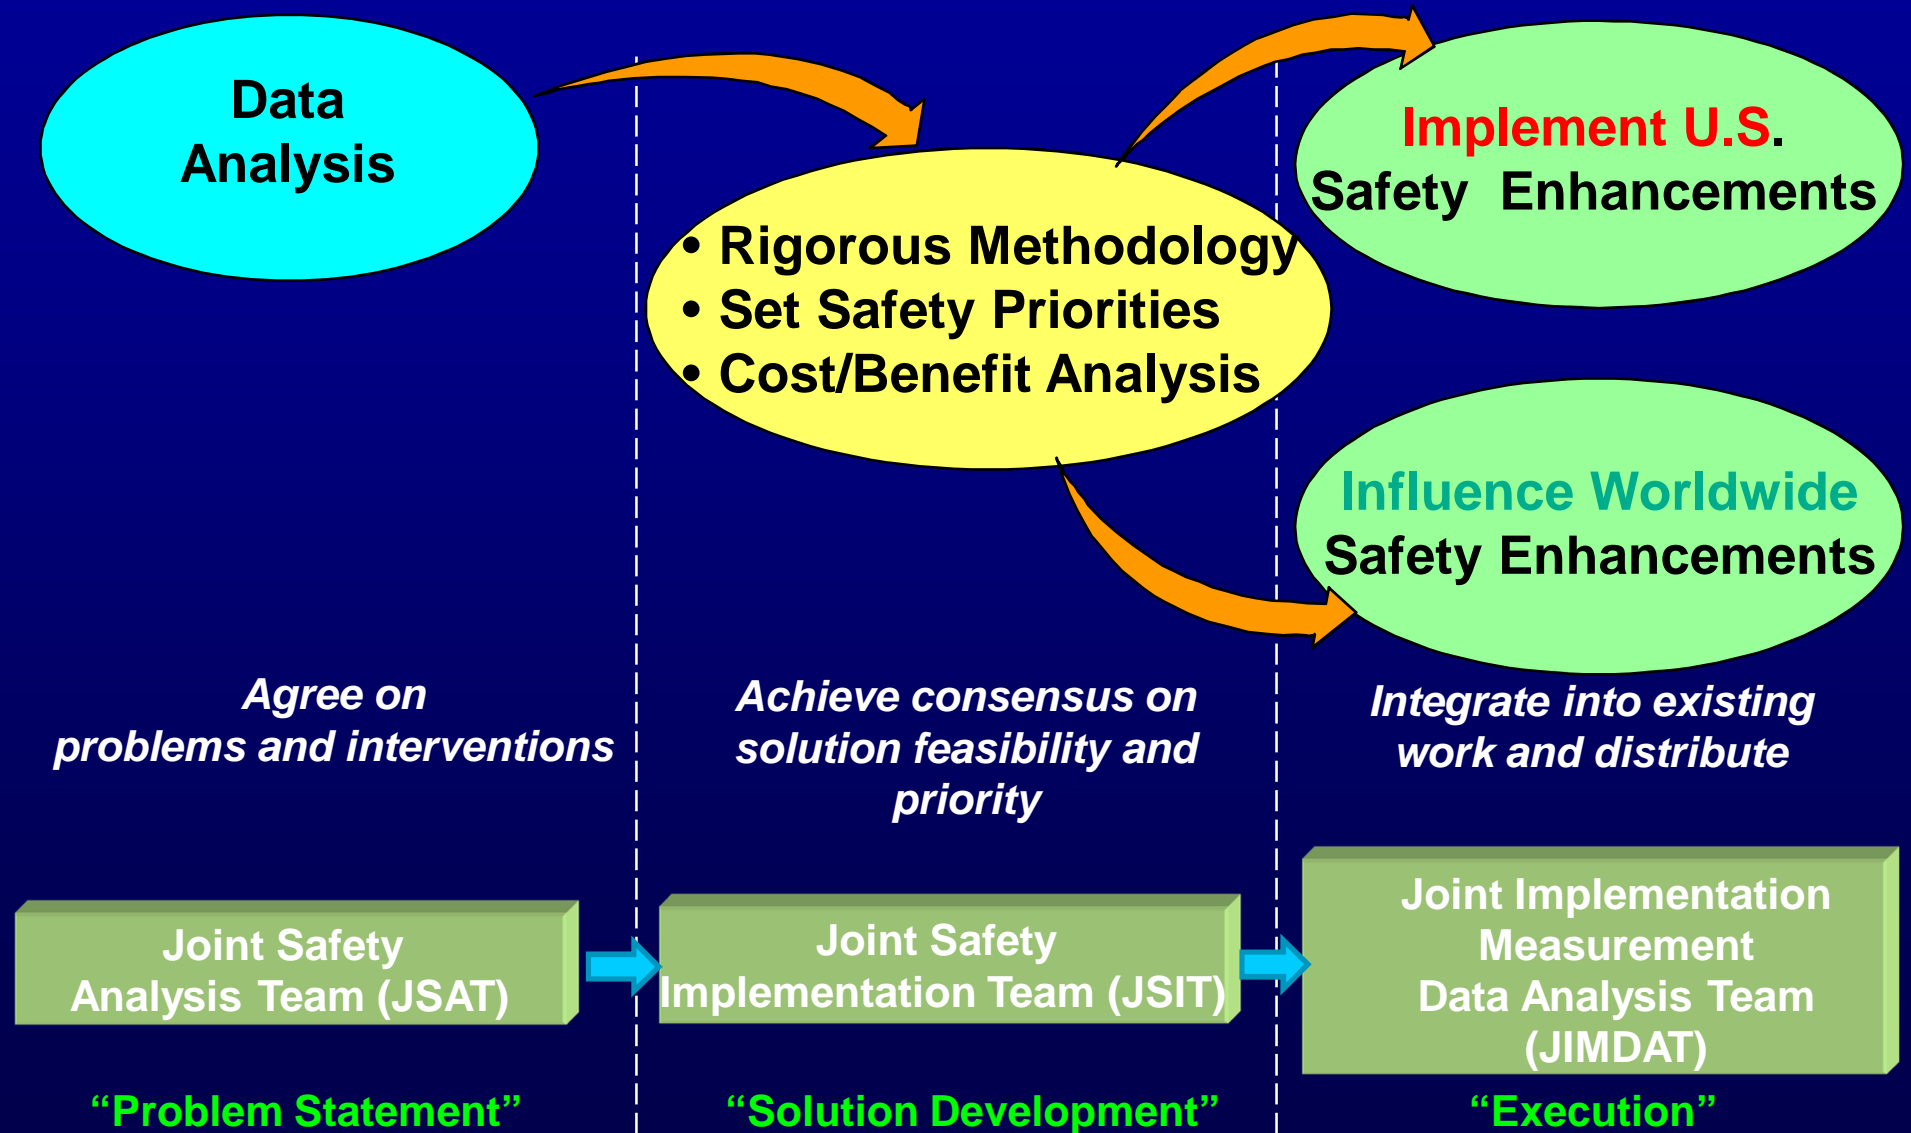 Data
Analysis
• Rigorous Methodology
• Set Safety Priorities
• Cost/Benefit Analysis
Implement U.S.
Safety Enhancements
Influence Worldwide
Safety Enhancements
Agree on
problems and interventions
Achieve consensus on
solution feasibility and
priority
Integrate into existing
work and distribute
Joint Safety
Analysis Team (JSAT)
Joint Safety
Implementation Team (JSIT)
Joint Implementation
Measurement
Data Analysis Team
(JIMDAT)
“Problem Statement”
“Solution Development”
“Execution”